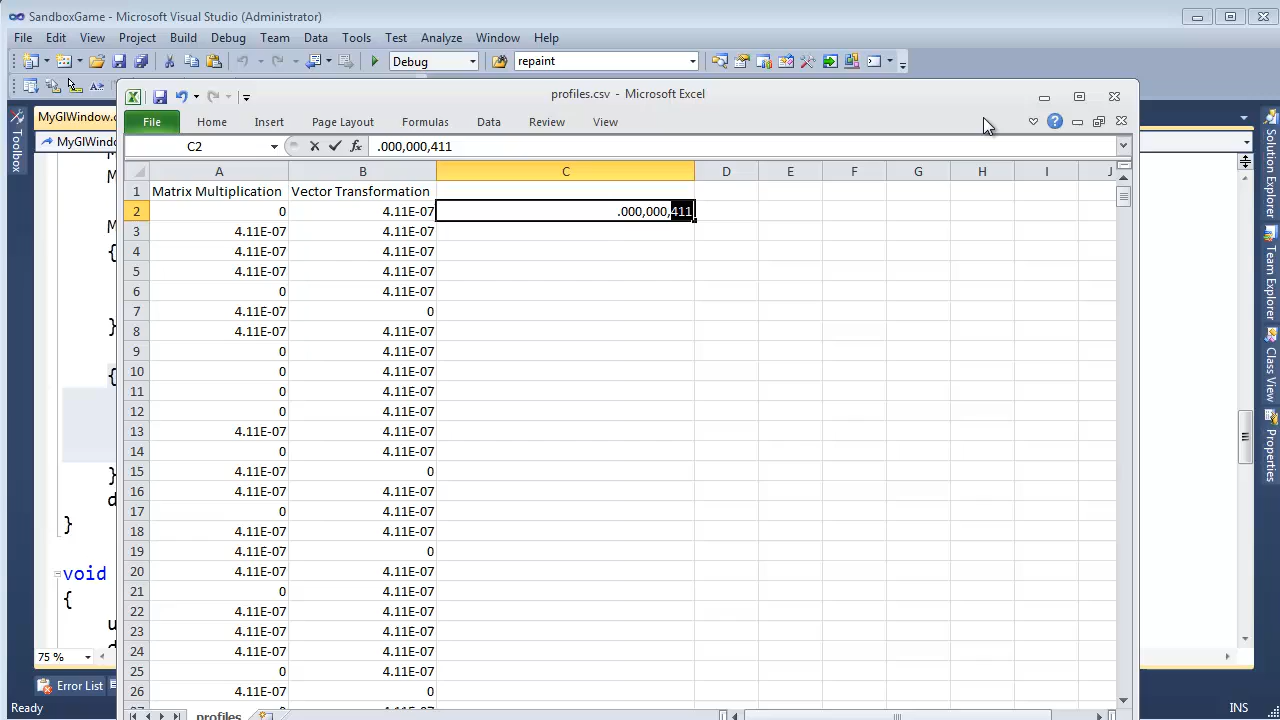 SandboxGame - Microsoft Visual Studio (Administrator)
File Edit View Project Build Debug Team Data Tools Test Analyze Window Help
Debug repaint
profiles.csv - Microsoft Excel
MyGlWindow.c
File Home Insert Page Layout Formulas Data Review View
MyGlWindo
C2 fx .000,000,411
A B C D E F G H I J
1 Matrix Multiplication Vector Transformation
2 0 4.11E-07 .000,000,411
3 4.11E-07 4.11E-07
4 4.11E-07 4.11E-07
5 4.11E-07 4.11E-07
6 0 4.11E-07
7 4.11E-07 0
8 4.11E-07 4.11E-07
9 0 4.11E-07
10 0 4.11E-07
11 0 4.11E-07
12 0 4.11E-07
13 4.11E-07 4.11E-07
14 0 4.11E-07
15 4.11E-07 0
16 4.11E-07 4.11E-07
17 0 4.11E-07
18 4.11E-07 4.11E-07
19 4.11E-07 0
20 4.11E-07 4.11E-07
21 0 4.11E-07
22 4.11E-07 4.11E-07
23 4.11E-07 4.11E-07
24 4.11E-07 4.11E-07
25 0 4.11E-07
26 4.11E-07 0
profiles
Toolbox
M
{
}
{
}
d
}
void
{
u
75 %
Error List
Ready INS
Solution Explorer
Team Explorer
Class View
Properties